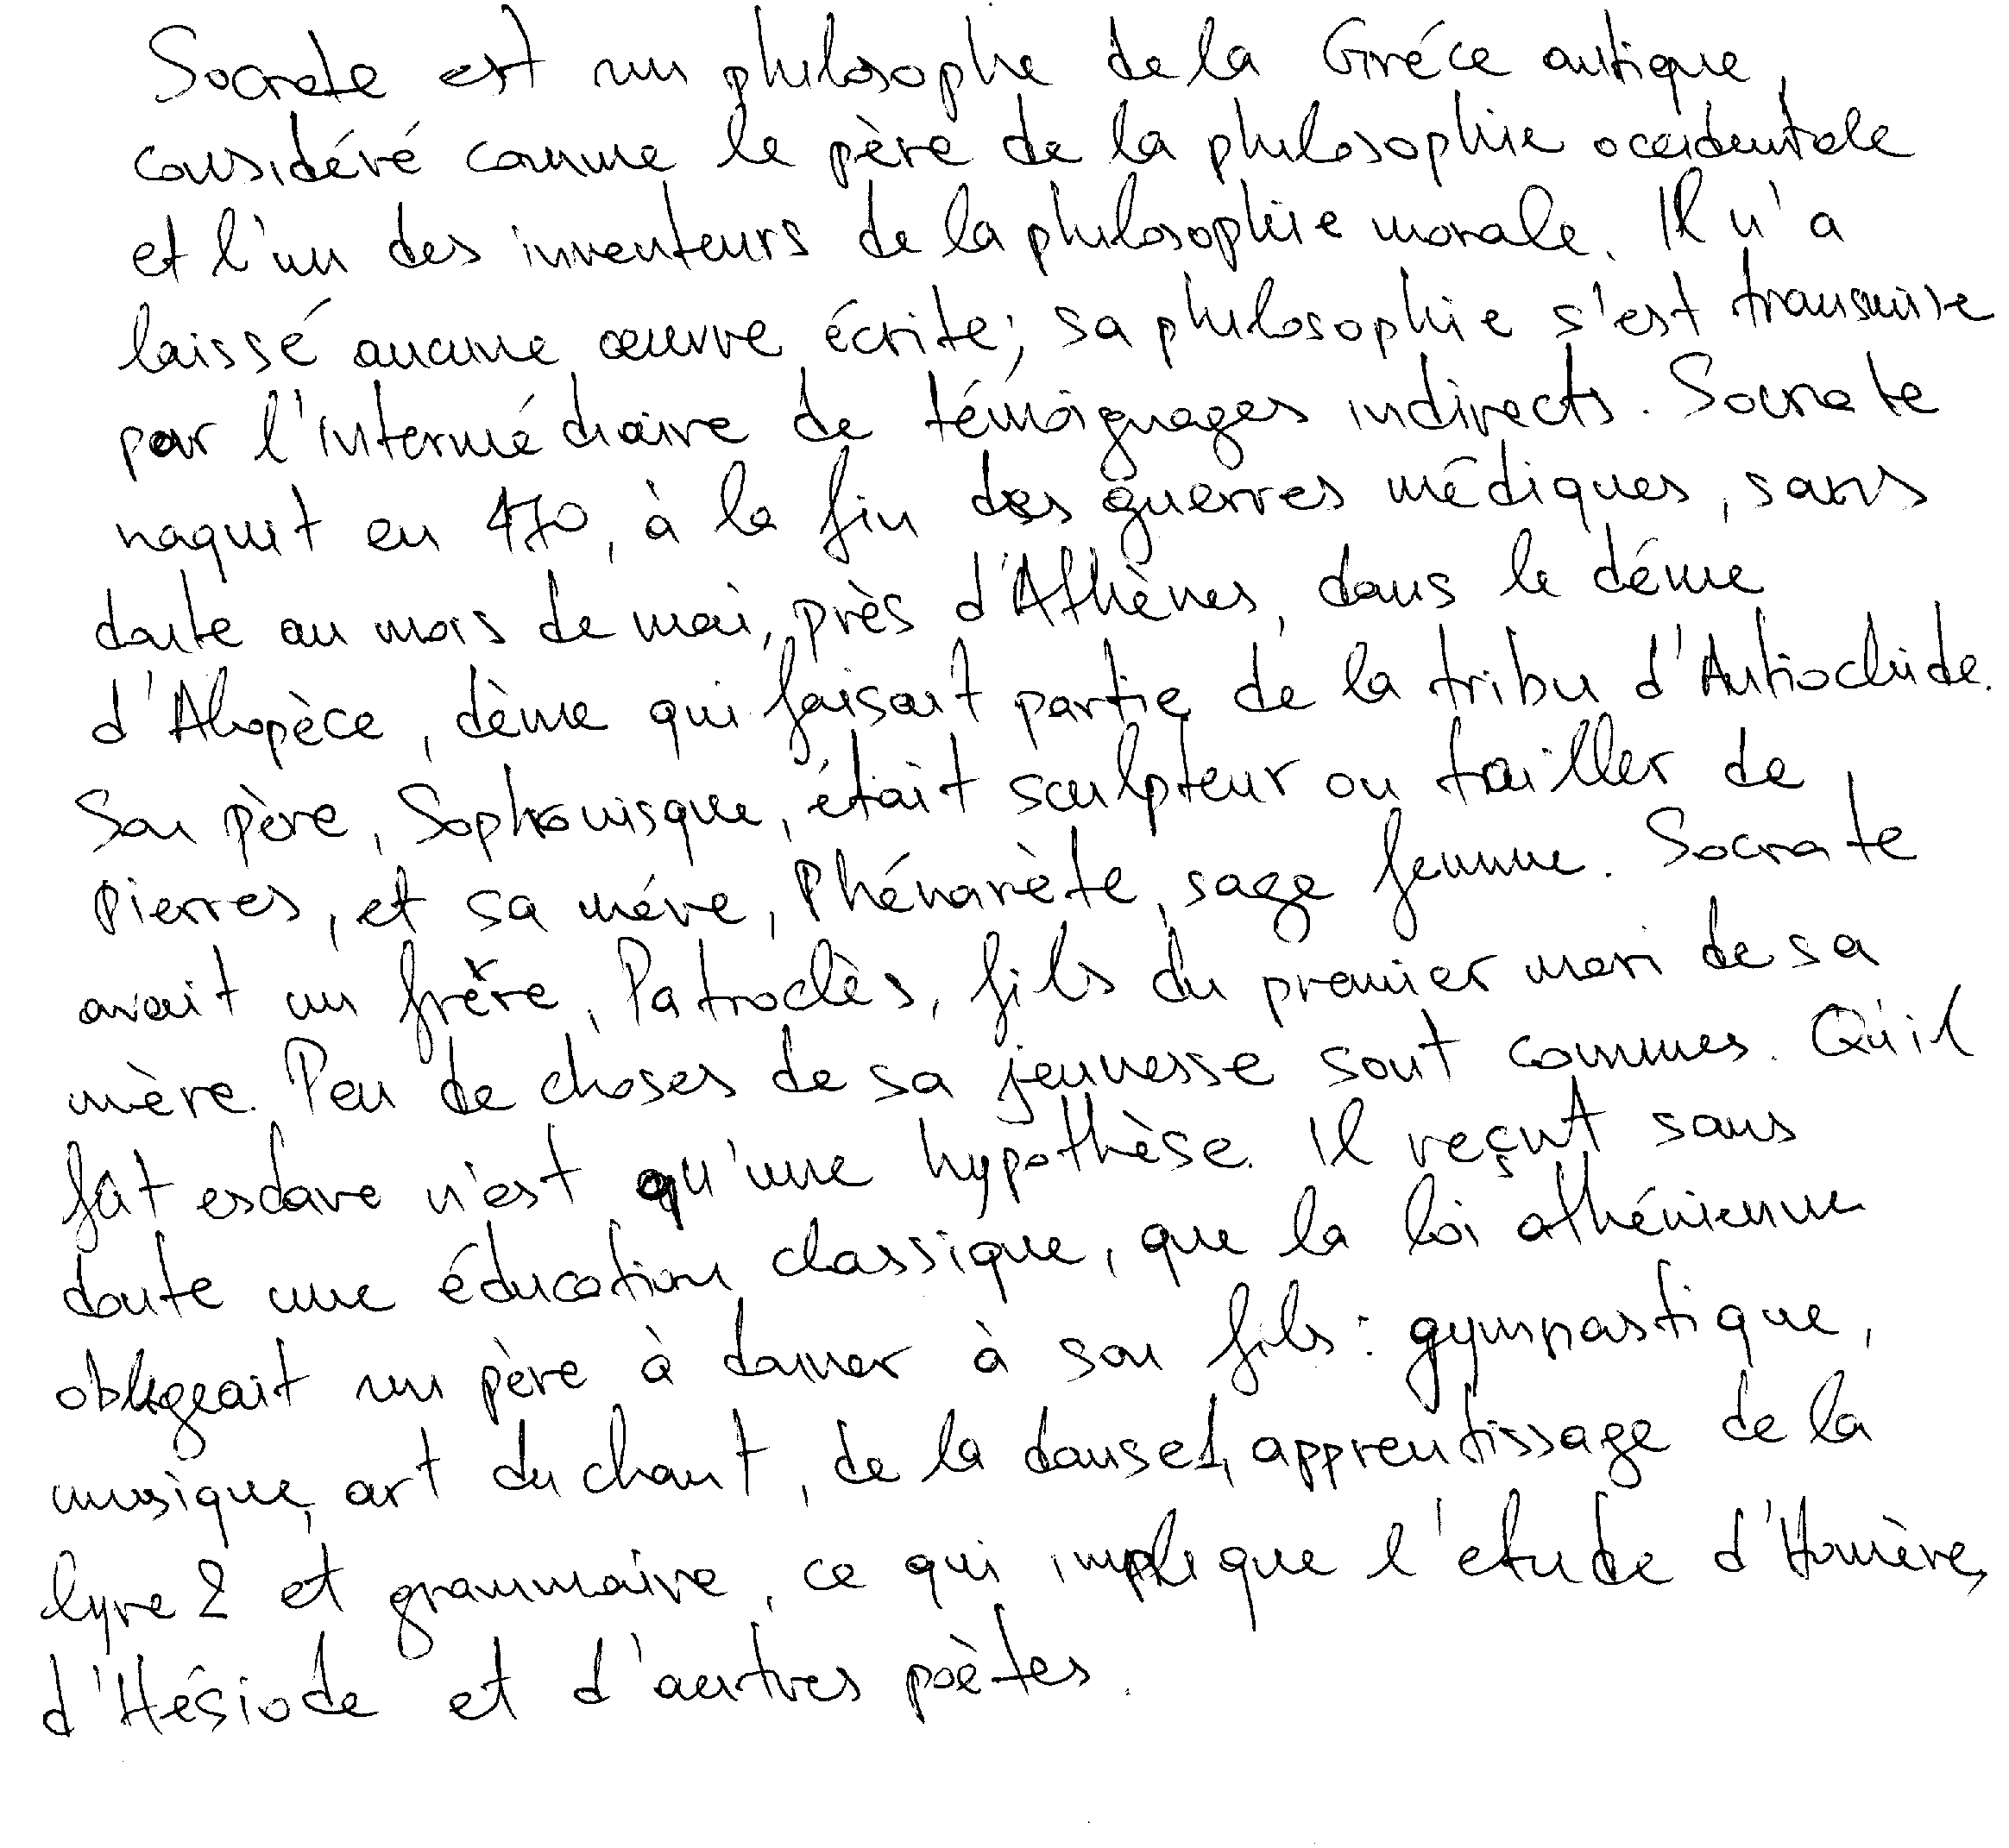 Socrate est un philosophe de la Gréce antique,
considéré comme le père de la philosophie occidentale
et l'un des inventeurs de la philosophie morale. Il n'a
laissé aucune œuvre écrite; sa philosophie s'est transmise
par l'intermédiaire de témoignages indirects. Socrate
naquit en 470, à la fin des guerres médiques, sans
doute au mois de mai, près d'Athènes, dans le déme
d'Alopèce, dème qui faisait partie de la tribu d'Antiochide.
Son père, Sophronisque, était sculpteur ou tailler de
pierres, et sa mére, Phénarète, sage femme. Socrate
avait un frère, Patroclès, fils du premier mari de sa
mère. Peu de choses de sa jeunesse sont connues. Qu'il
fût esclave n'est qu'une hypothèse. Il reçut sans
doute une éducation classique, que la loi athénienne
obligeait un père à donner à son fils : gymnastique,
musique, art du chant, de la danse1, apprentissage de la
lyre 2 et grammaire, ce qui implique l'etude d'Homère,
d'Hésiode et d'autres poètes.